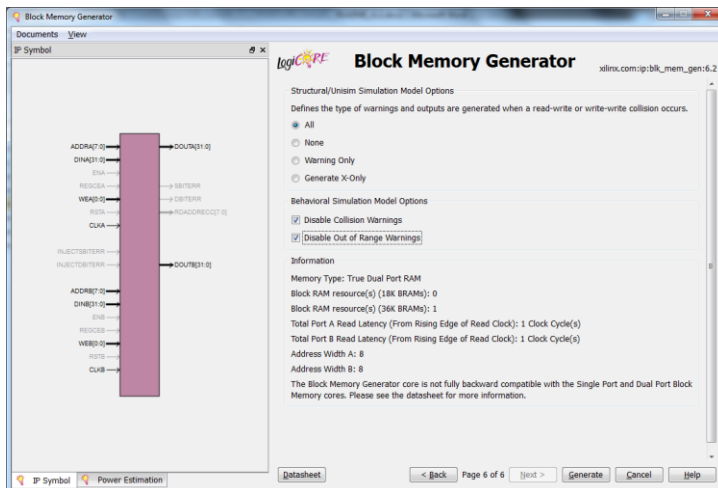 Block Memory Generator
Documents View
IP Symbol
ADDRA[7:0]
DINA[31:0]
ENA
REGCEA
WEA[0:0]
RSTA
CLKA
INJECTSBITERR
INJECTDBITERR
ADDRB[7:0]
DINB[31:0]
ENB
REGCEB
WEB[0:0]
RSTB
CLKB
DOUTA[31:0]
SBITERR
DBITERR
RDADDRECC[7:0]
DOUTB[31:0]
IP Symbol Power Estimation
LogiCORE
Block Memory Generator
xilinx.com:ip:blk_mem_gen:6.2
Structural/Unisim Simulation Model Options
Defines the type of warnings and outputs are generated when a read-write or write-write collision occurs.
All
None
Warning Only
Generate X-Only
Behavioral Simulation Model Options
Disable Collision Warnings
Disable Out of Range Warnings
Information
Memory Type: True Dual Port RAM
Block RAM resource(s) (18K BRAMs): 0
Block RAM resource(s) (36K BRAMs): 1
Total Port A Read Latency (From Rising Edge of Read Clock): 1 Clock Cycle(s)
Total Port B Read Latency (From Rising Edge of Read Clock): 1 Clock Cycle(s)
Address Width A: 8
Address Width B: 8
The Block Memory Generator core is not fully backward compatible with the Single Port and Dual Port Block
Memory cores. Please see the datasheet for more information.
Datasheet < Back Page 6 of 6 Next > Generate Cancel Help